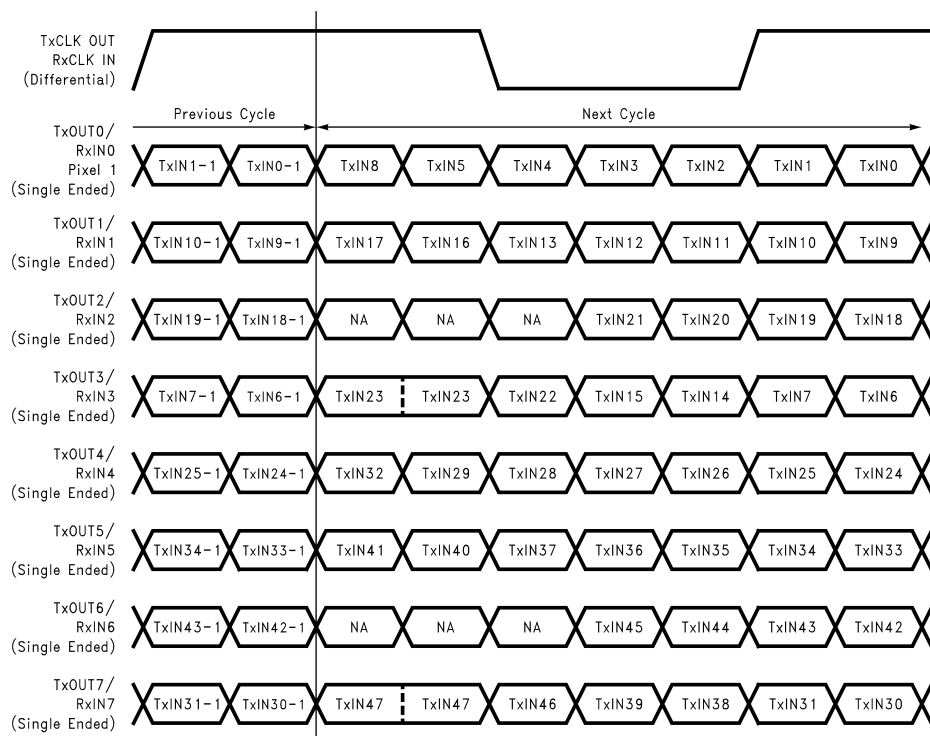 TxCLK OUT
RxCLK IN
(Differential)
Previous Cycle
Next Cycle
TxOUT0/
RxIN0
Pixel 1
(Single Ended)
TxIN1-1 TxIN0-1 TxIN8 TxIN5 TxIN4 TxIN3 TxIN2 TxIN1 TxIN0
TxOUT1/
RxIN1
(Single Ended)
TxIN10-1 TxIN9-1 TxIN17 TxIN16 TxIN13 TxIN12 TxIN11 TxIN10 TxIN9
TxOUT2/
RxIN2
(Single Ended)
TxIN19-1 TxIN18-1 NA NA NA TxIN21 TxIN20 TxIN19 TxIN18
TxOUT3/
RxIN3
(Single Ended)
TxIN7-1 TxIN6-1 TxIN23 TxIN23 TxIN22 TxIN15 TxIN14 TxIN7 TxIN6
TxOUT4/
RxIN4
(Single Ended)
TxIN25-1 TxIN24-1 TxIN32 TxIN29 TxIN28 TxIN27 TxIN26 TxIN25 TxIN24
TxOUT5/
RxIN5
(Single Ended)
TxIN34-1 TxIN33-1 TxIN41 TxIN40 TxIN37 TxIN36 TxIN35 TxIN34 TxIN33
TxOUT6/
RxIN6
(Single Ended)
TxIN43-1 TxIN42-1 NA NA NA TxIN45 TxIN44 TxIN43 TxIN42
TxOUT7/
RxIN7
(Single Ended)
TxIN31-1 TxIN30-1 TxIN47 TxIN47 TxIN46 TxIN39 TxIN38 TxIN31 TxIN30